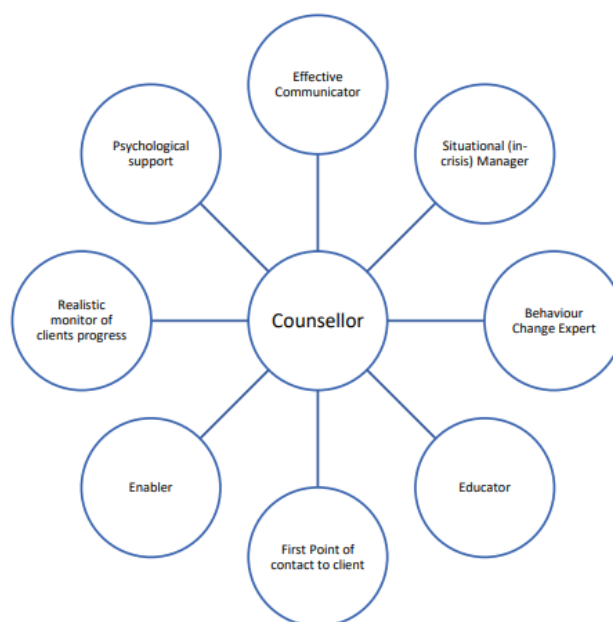 Effective
Communicator
Situational (in-
crisis) Manager
Behaviour
Change Expert
Educator
First Point of
contact to client
Enabler
Realistic
monitor of
clients progress
Psychological
support
Counsellor